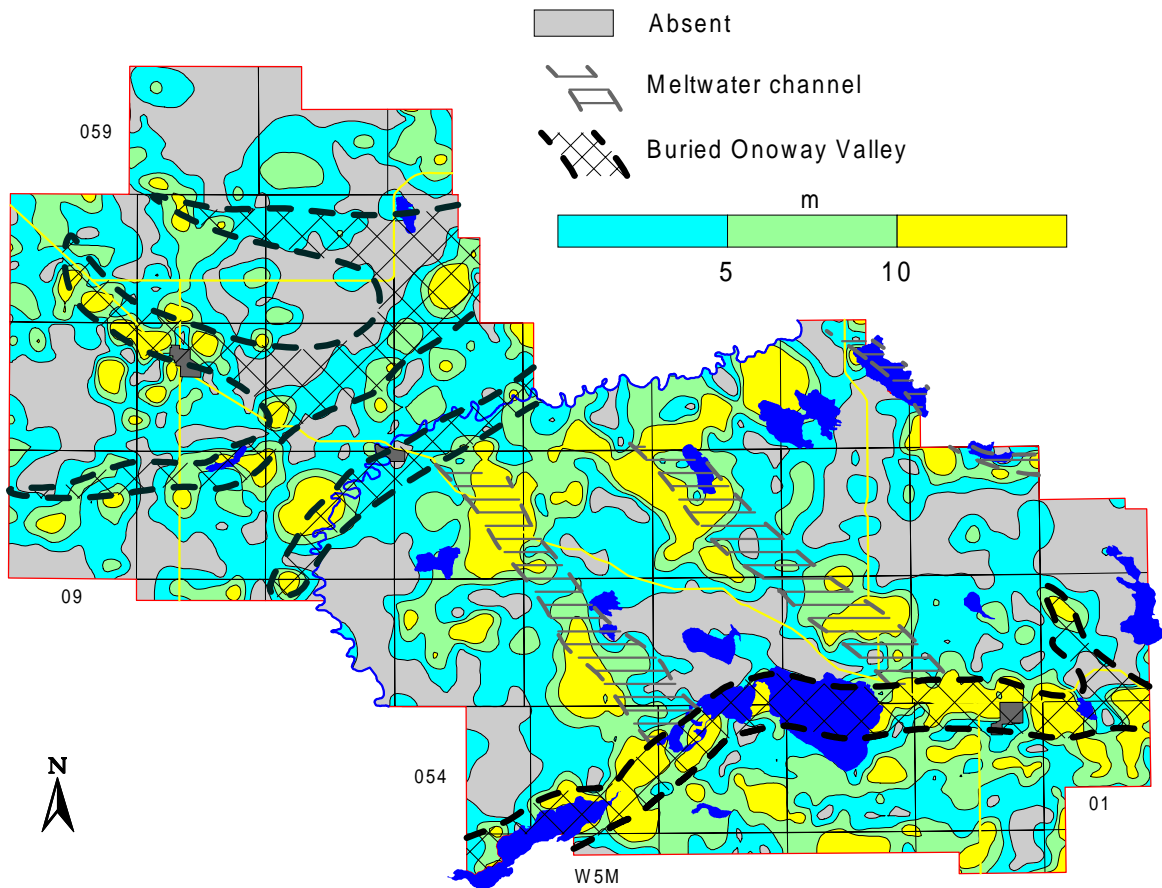 Absent
Meltwater channel
059
Buried Onoway Valley
m
5 10
09
054
N
01
W5M